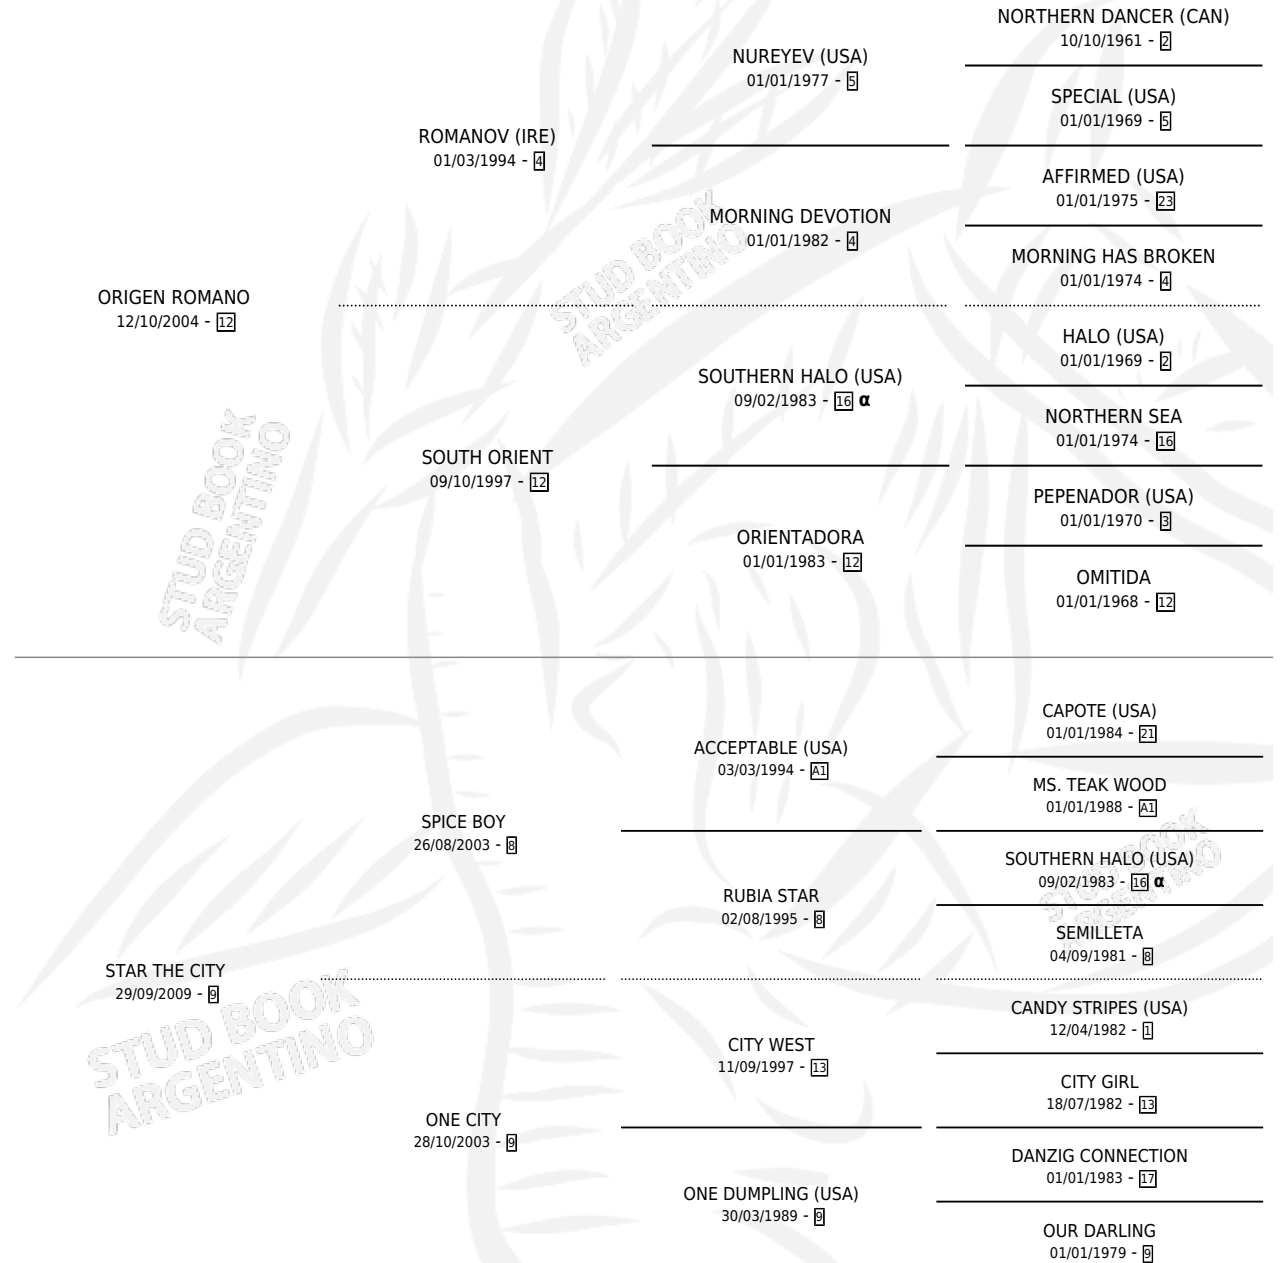 NORTHERN DANCER (CAN)
10/10/1961 - 2
NUREYEV (USA)
01/01/1977 - 5
SPECIAL (USA)
01/01/1969 - 5
ROMANOV (IRE)
01/03/1994 - 4
AFFIRMED (USA)
01/01/1975 - 23
MORNING DEVOTION
01/01/1982 - 4
MORNING HAS BROKEN
01/01/1974 - 4
STUD BOOK
ARGENTINO
ORIGEN ROMANO
12/10/2004 - 12
HALO (USA)
01/01/1969 - 2
SOUTHERN HALO (USA)
09/02/1983 - 16 α
NORTHERN SEA
01/01/1974 - 16
SOUTH ORIENT
09/10/1997 - 12
PEPENADOR (USA)
01/01/1970 - 3
ORIENTADORA
01/01/1983 - 12
OMITIDA
01/01/1968 - 12
STUD BOOK
ARGENTINO
CAPOTE (USA)
01/01/1984 - 21
ACCEPTABLE (USA)
03/03/1994 - A1
MS. TEAK WOOD
01/01/1988 - A1
SPICE BOY
26/08/2003 - 8
SOUTHERN HALO (USA)
09/02/1983 - 16 α
RUBIA STAR
02/08/1995 - 8
SEMILLETA
04/09/1981 - 8
STUD BOOK
ARGENTINO
STAR THE CITY
29/09/2009 - 9
CANDY STRIPES (USA)
12/04/1982 - 1
CITY WEST
11/09/1997 - 13
CITY GIRL
18/07/1982 - 13
ONE CITY
28/10/2003 - 9
DANZIG CONNECTION
01/01/1983 - 17
ONE DUMPLING (USA)
30/03/1989 - 9
OUR DARLING
01/01/1979 - 9
STUD BOOK
ARGENTINO